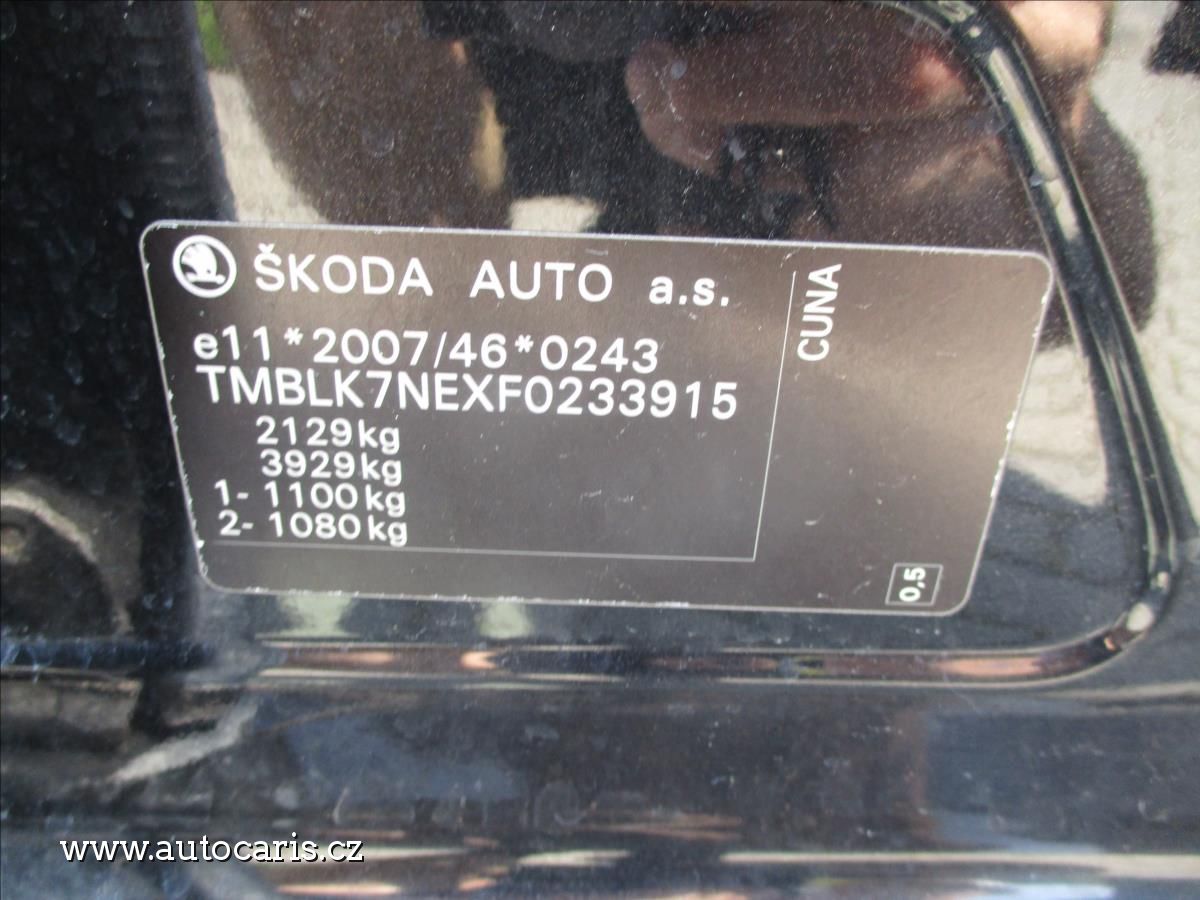 ŠKODA AUTO a.s.
e11*2007/46*0243
TMBLK7NEXF0233915
2129kg
3929kg
1- 1100kg
2- 1080kg
CUNA
0,5
www.autocaris.cz